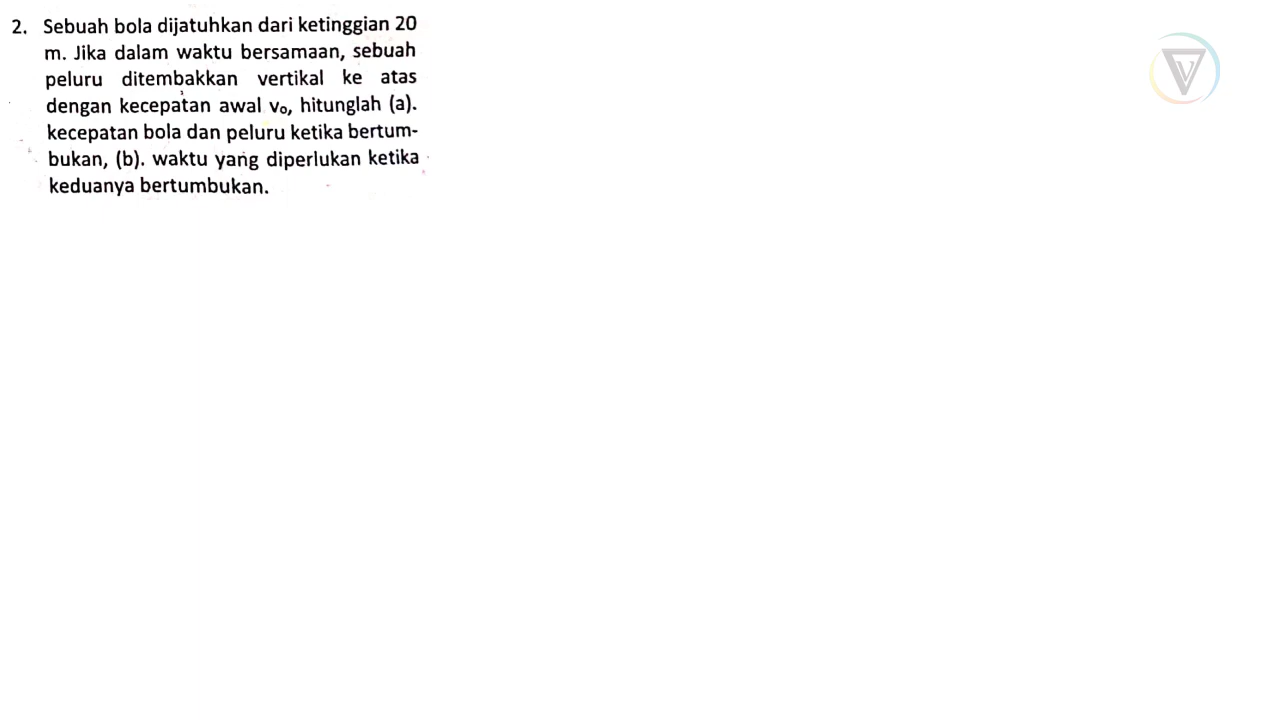 2. Sebuah bola dijatuhkan dari ketinggian 20
m. Jika dalam waktu bersamaan, sebuah
peluru ditembakkan vertikal ke atas
dengan kecepatan awal vₒ, hitunglah (a).
kecepatan bola dan peluru ketika bertum-
bukan, (b). waktu yang diperlukan ketika
keduanya bertumbukan.
V